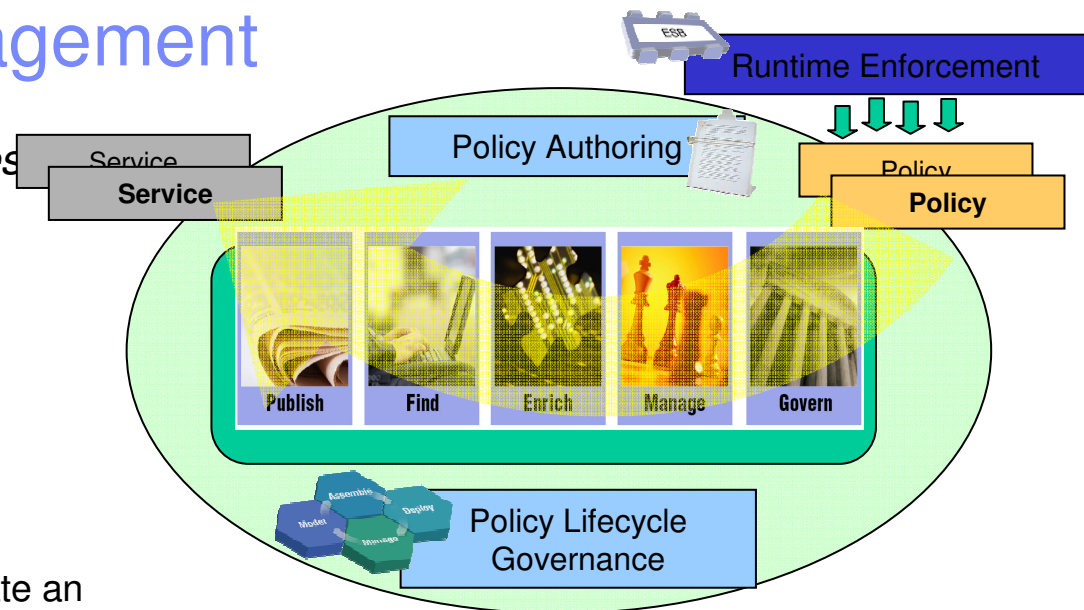 agement
ESB
Runtime Enforcement
Policy Authoring
es
Service
Service
Policy
Policy
Publish
Find
Enrich
Manage
Govern
Assemble
Model
Deploy
Manage
Policy Lifecycle
Governance
te an